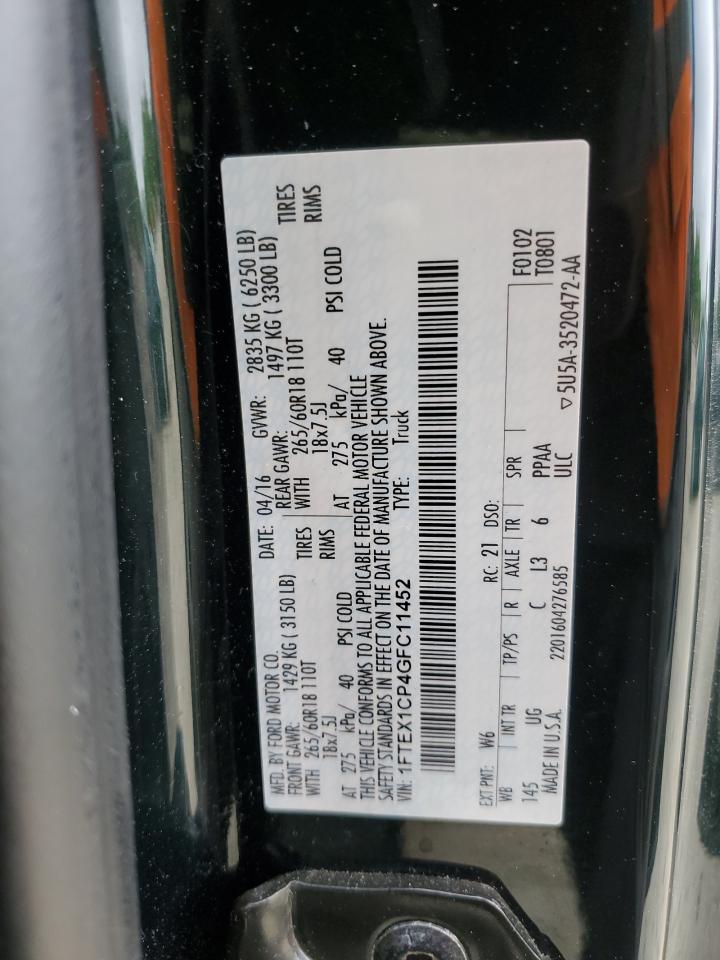 MFD. BY FORD MOTOR CO. DATE: 04/16 GVWR: 2835 KG ( 6250 LB)
FRONT GAWR: 1429 KG ( 3150 LB) REAR GAWR: 1497 KG ( 3300 LB)
WITH 265/60R18 110T TIRES WITH 265/60R18 110T TIRES
18x7.5J RIMS 18x7.5J RIMS
AT 275 kPa/ 40 PSI COLD AT 275 kPa/ 40 PSI COLD
THIS VEHICLE CONFORMS TO ALL APPLICABLE FEDERAL MOTOR VEHICLE
SAFETY STANDARDS IN EFFECT ON THE DATE OF MANUFACTURE SHOWN ABOVE.
VIN: 1FTEX1CP4GFC11452 TYPE: Truck
EXT PNT: W6 RC: 21 DSO:
WB INT TR TP/PS R AXLE TR SPR F0102
145 UG C L3 6 PPAA T0801
MADE IN U.S.A. 2201604276585 ULC ▽ 5U5A-3520472-AA